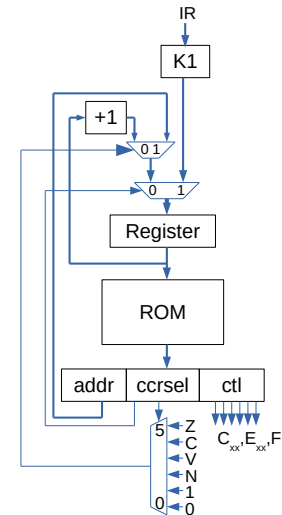 IR
K1
+1
0 1
0 1
Register
ROM
addr ccrsel ctl
5 Z
C
V
N
1
0 0
Cxx,Exx,F